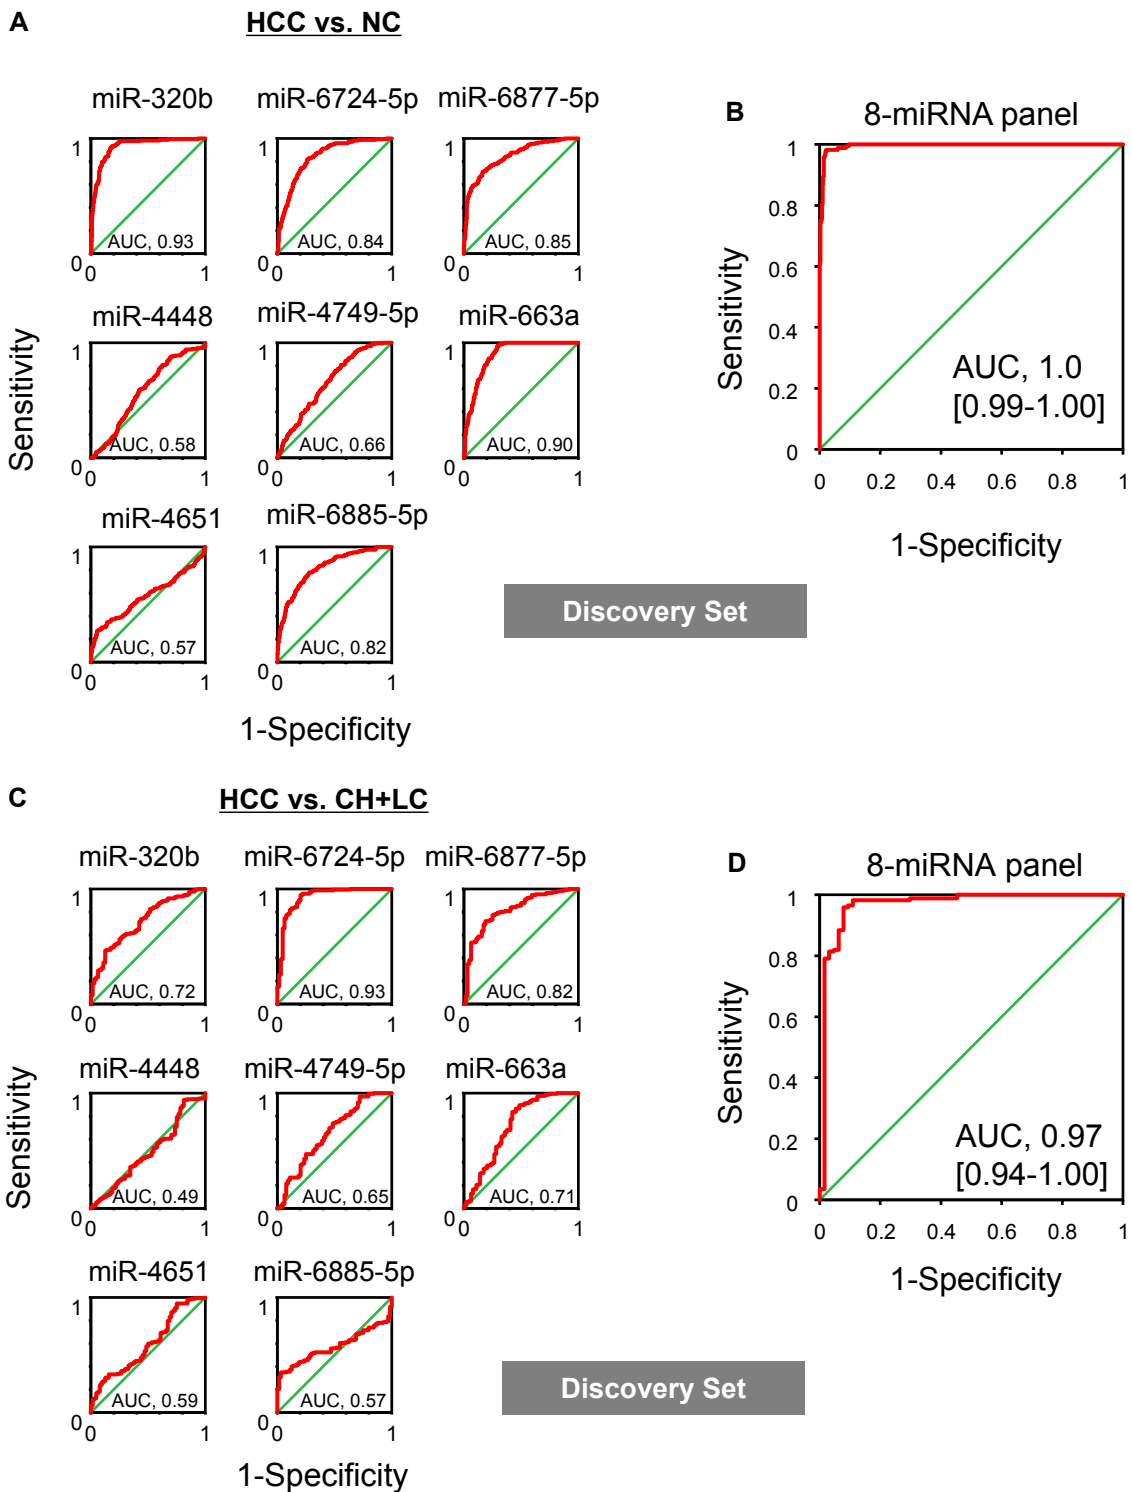 A
HCC vs. NC
miR-320b
miR-6724-5p
miR-6877-5p
1
AUC, 0.93
0
0
1
1
AUC, 0.84
0
0
1
1
AUC, 0.85
0
0
1
miR-4448
miR-4749-5p
miR-663a
1
AUC, 0.58
0
0
1
1
AUC, 0.66
0
0
1
1
AUC, 0.90
0
0
1
miR-4651
miR-6885-5p
1
AUC, 0.57
0
0
1
1
AUC, 0.82
0
0
1
Sensitivity
1-Specificity
B
8-miRNA panel
1
0.8
0.6
0.4
0.2
0
Sensitivity
AUC, 1.0
[0.99-1.00]
0 0.2 0.4 0.6 0.8 1
1-Specificity
Discovery Set
C
HCC vs. CH+LC
miR-320b
miR-6724-5p
miR-6877-5p
1
AUC, 0.72
0
0
1
1
AUC, 0.93
0
0
1
1
AUC, 0.82
0
0
1
miR-4448
miR-4749-5p
miR-663a
1
AUC, 0.49
0
0
1
1
AUC, 0.65
0
0
1
1
AUC, 0.71
0
0
1
miR-4651
miR-6885-5p
1
AUC, 0.59
0
0
1
1
AUC, 0.57
0
0
1
Sensitivity
1-Specificity
D
8-miRNA panel
1
0.8
0.6
0.4
0.2
0
Sensitivity
AUC, 0.97
[0.94-1.00]
0 0.2 0.4 0.6 0.8 1
1-Specificity
Discovery Set